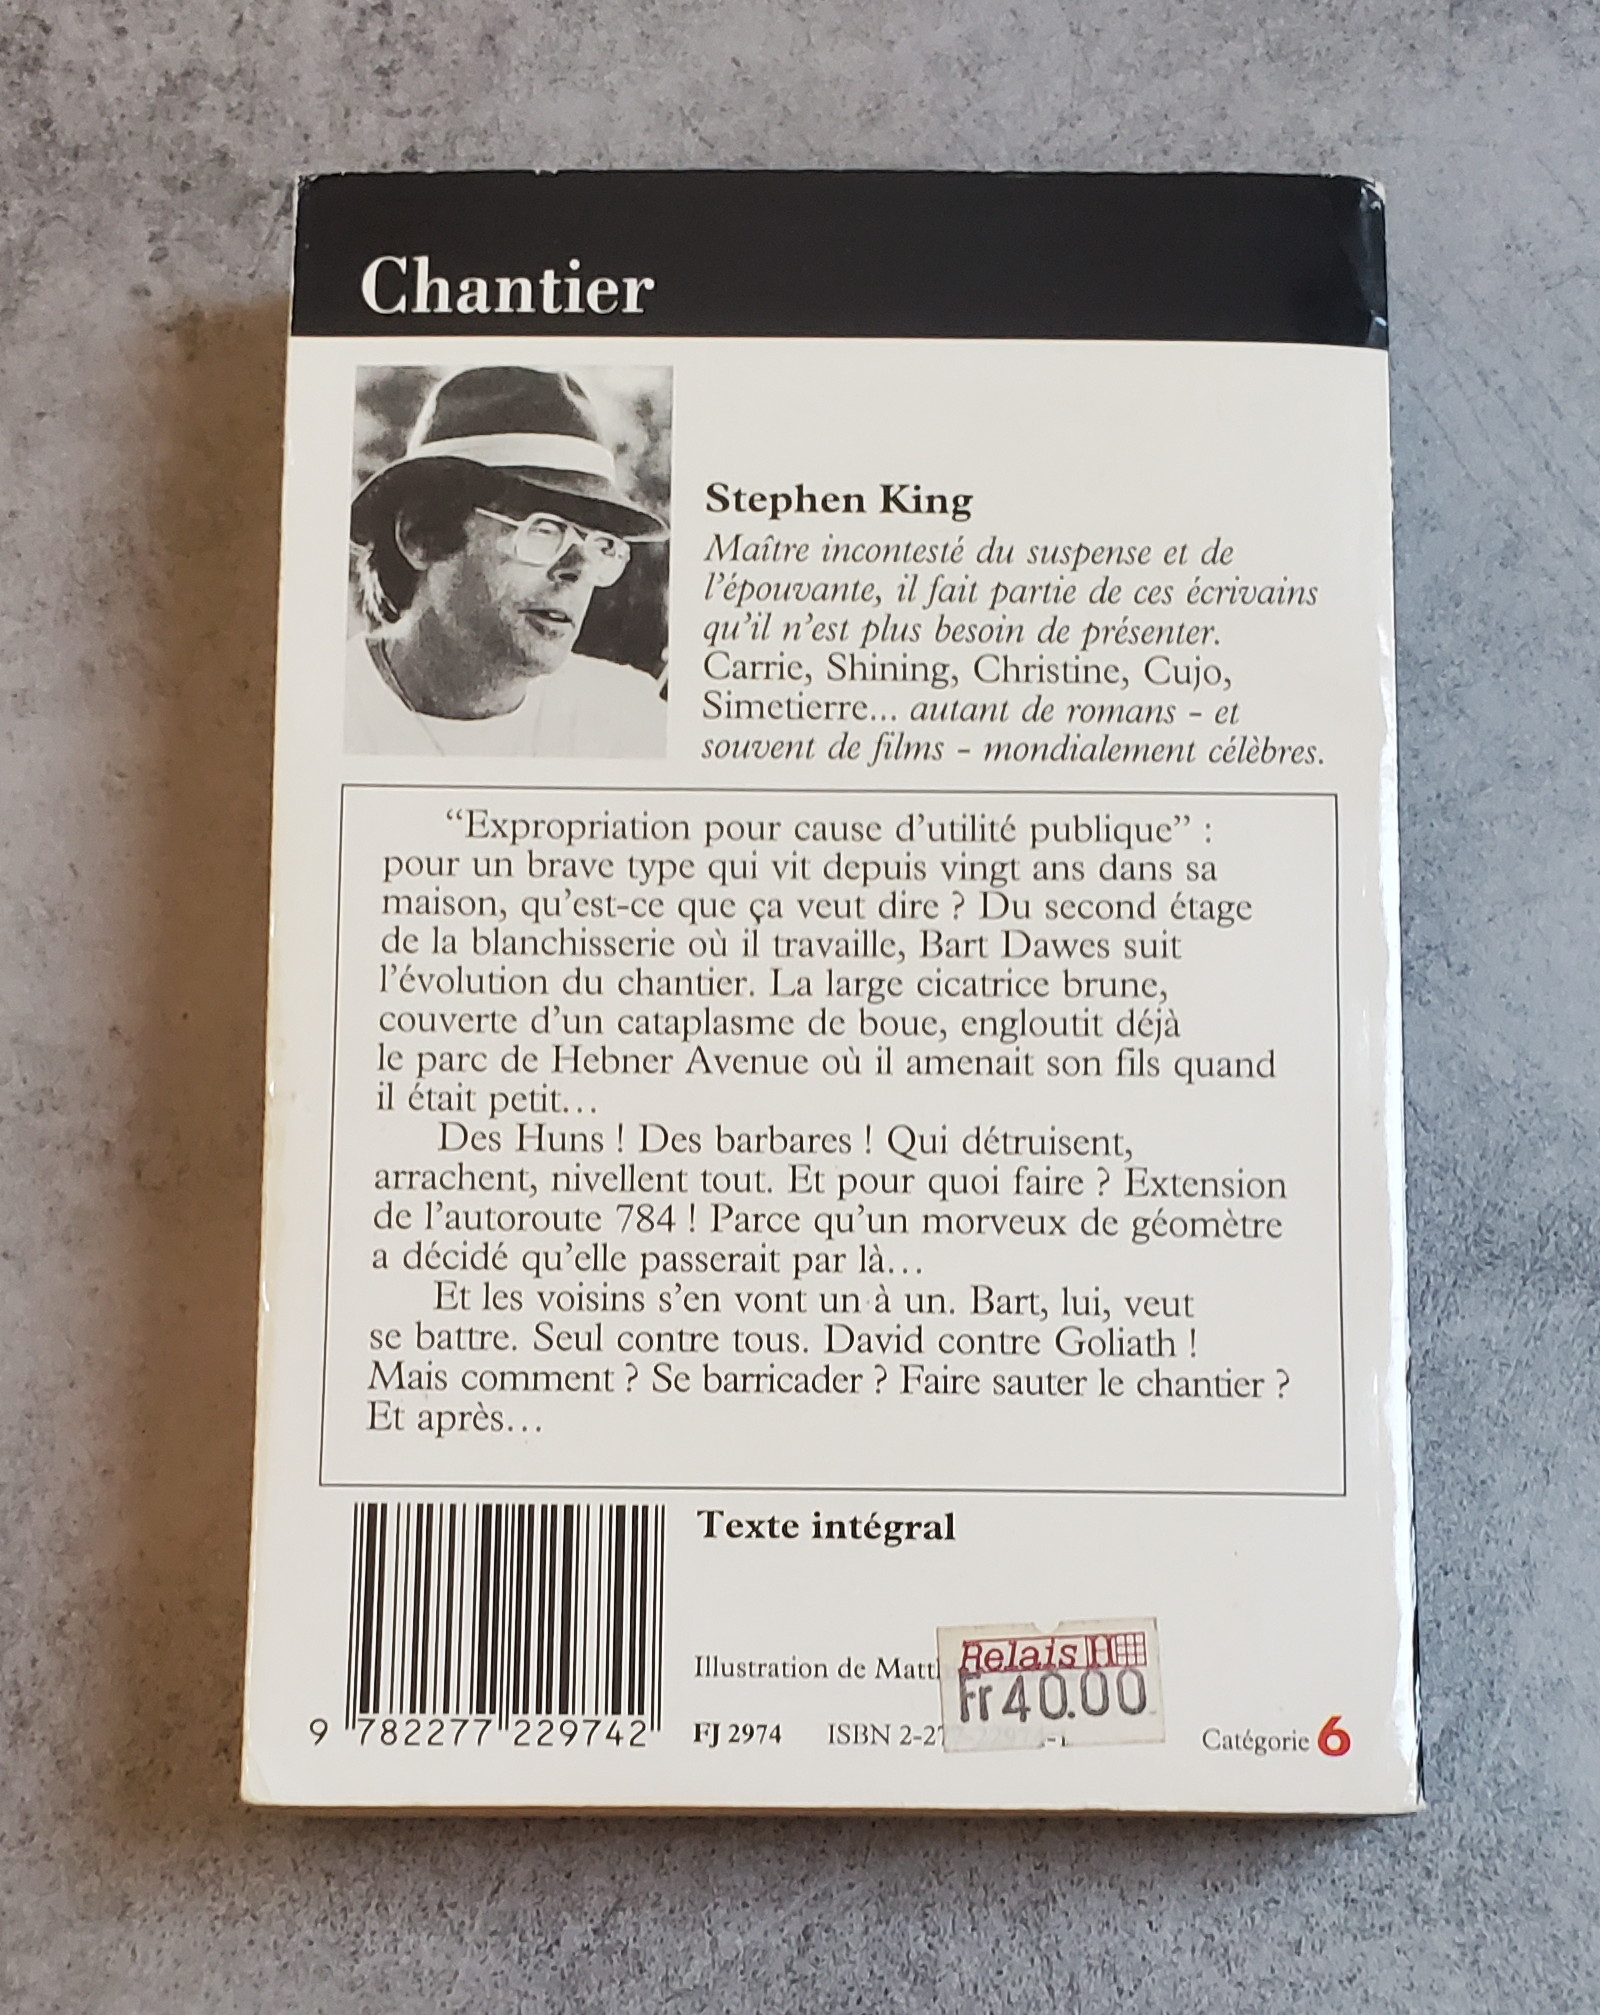 Chantier
Stephen King
Maître incontesté du suspense et de
l'épouvante, il fait partie de ces écrivains
qu'il n'est plus besoin de présenter.
Carrie, Shining, Christine, Cujo,
Simetierre... autant de romans - et
souvent de films - mondialement célèbres.
“Expropriation pour cause d'utilité publique” :
pour un brave type qui vit depuis vingt ans dans sa
maison, qu'est-ce que ça veut dire ? Du second étage
de la blanchisserie où il travaille, Bart Dawes suit
l'évolution du chantier. La large cicatrice brune,
couverte d'un cataplasme de boue, engloutit déjà
le parc de Hebner Avenue où il amenait son fils quand
il était petit...
Des Huns ! Des barbares ! Qui détruisent,
arrachent, nivellent tout. Et pour quoi faire ? Extension
de l'autoroute 784 ! Parce qu'un morveux de géomètre
a décidé qu'elle passerait par là...
Et les voisins s'en vont un à un. Bart, lui, veut
se battre. Seul contre tous. David contre Goliath !
Mais comment ? Se barricader ? Faire sauter le chantier ?
Et après...
Texte intégral
Illustration de
Relais H
Fr 40.00
9 782277 229742
FJ 2974 ISBN
Catégorie 6